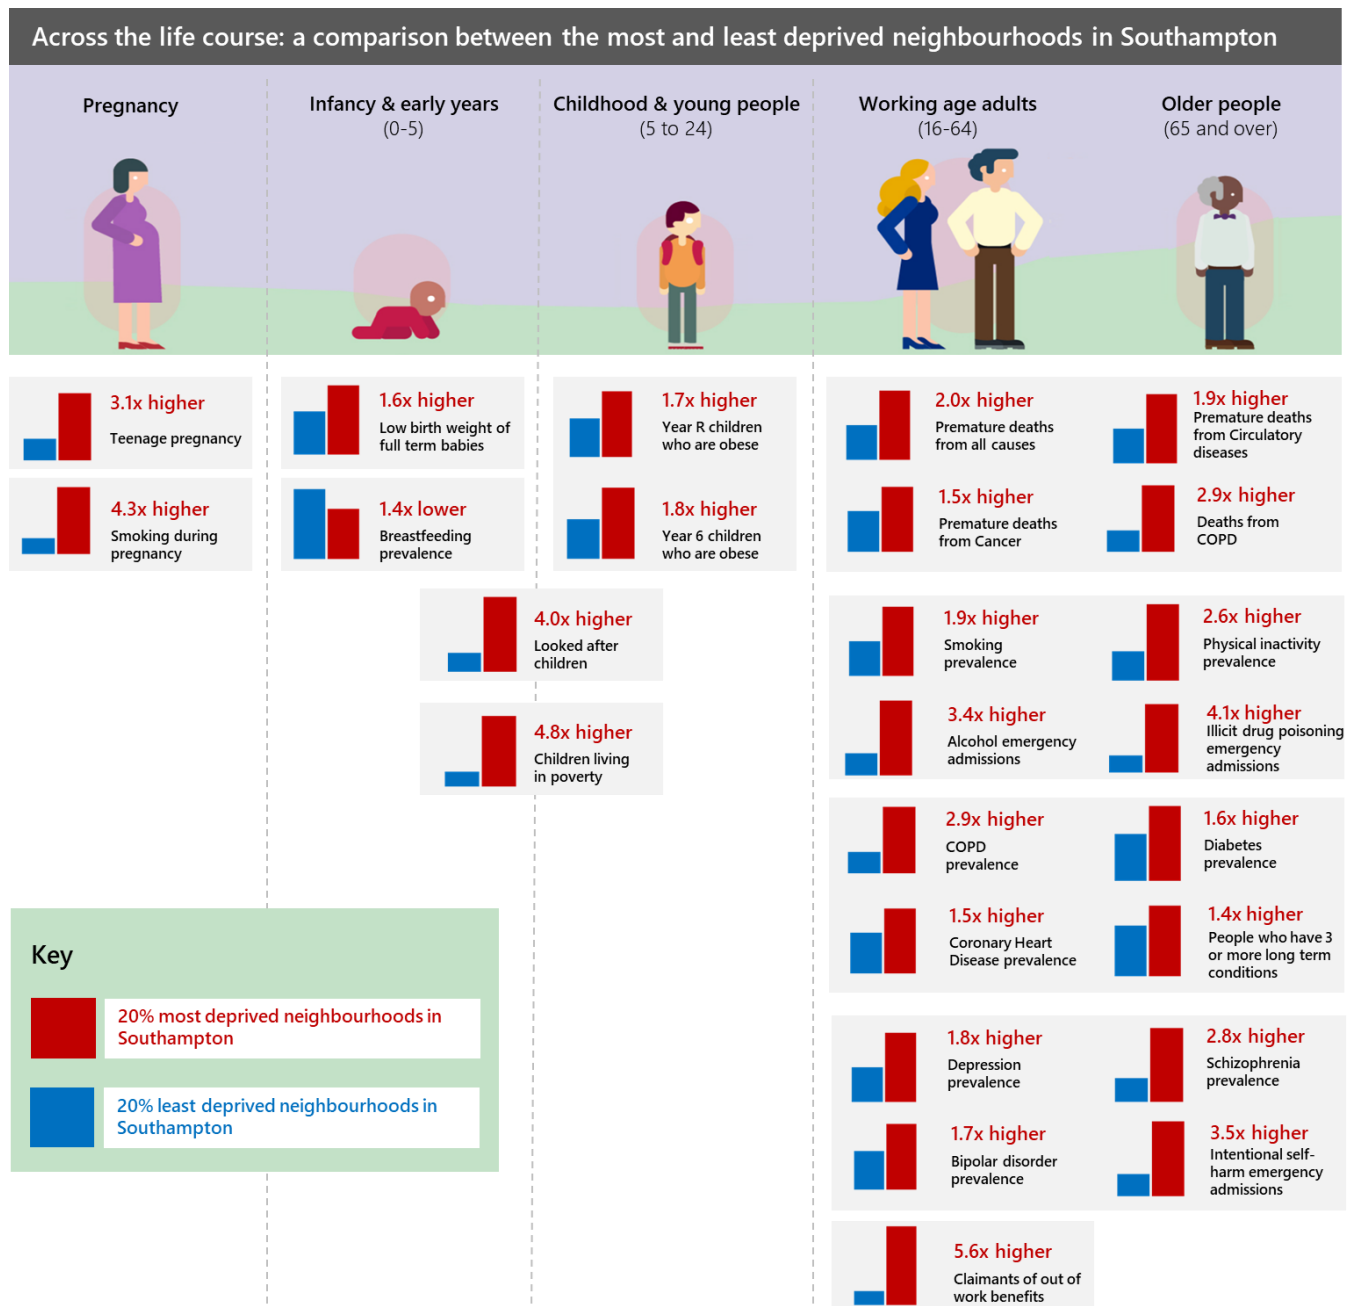 Across the life course: a comparison between the most and least deprived neighbourhoods in Southampton
Pregnancy
Infancy & early years
(0-5)
Childhood & young people
(5 to 24)
Working age adults
(16-64)
Older people
(65 and over)
3.1x higher
Teenage pregnancy
4.3x higher
Smoking during
pregnancy
1.6x higher
Low birth weight of
full term babies
1.4x lower
Breastfeeding
prevalence
1.7x higher
Year R children
who are obese
1.8x higher
Year 6 children
who are obese
4.0x higher
Looked after
children
4.8x higher
Children living
in poverty
2.0x higher
Premature deaths
from all causes
1.9x higher
Premature deaths
from Circulatory
diseases
1.5x higher
Premature deaths
from Cancer
2.9x higher
Deaths from
COPD
1.9x higher
Smoking
prevalence
2.6x higher
Physical inactivity
prevalence
3.4x higher
Alcohol emergency
admissions
4.1x higher
Illicit drug poisoning
emergency
admissions
2.9x higher
COPD
prevalence
1.6x higher
Diabetes
prevalence
1.5x higher
Coronary Heart
Disease prevalence
1.4x higher
People who have 3
or more long term
conditions
1.8x higher
Depression
prevalence
2.8x higher
Schizophrenia
prevalence
1.7x higher
Bipolar disorder
prevalence
3.5x higher
Intentional self-
harm emergency
admissions
5.6x higher
Claimants of out of
work benefits
Key
20% most deprived neighbourhoods in
Southampton
20% least deprived neighbourhoods in
Southampton